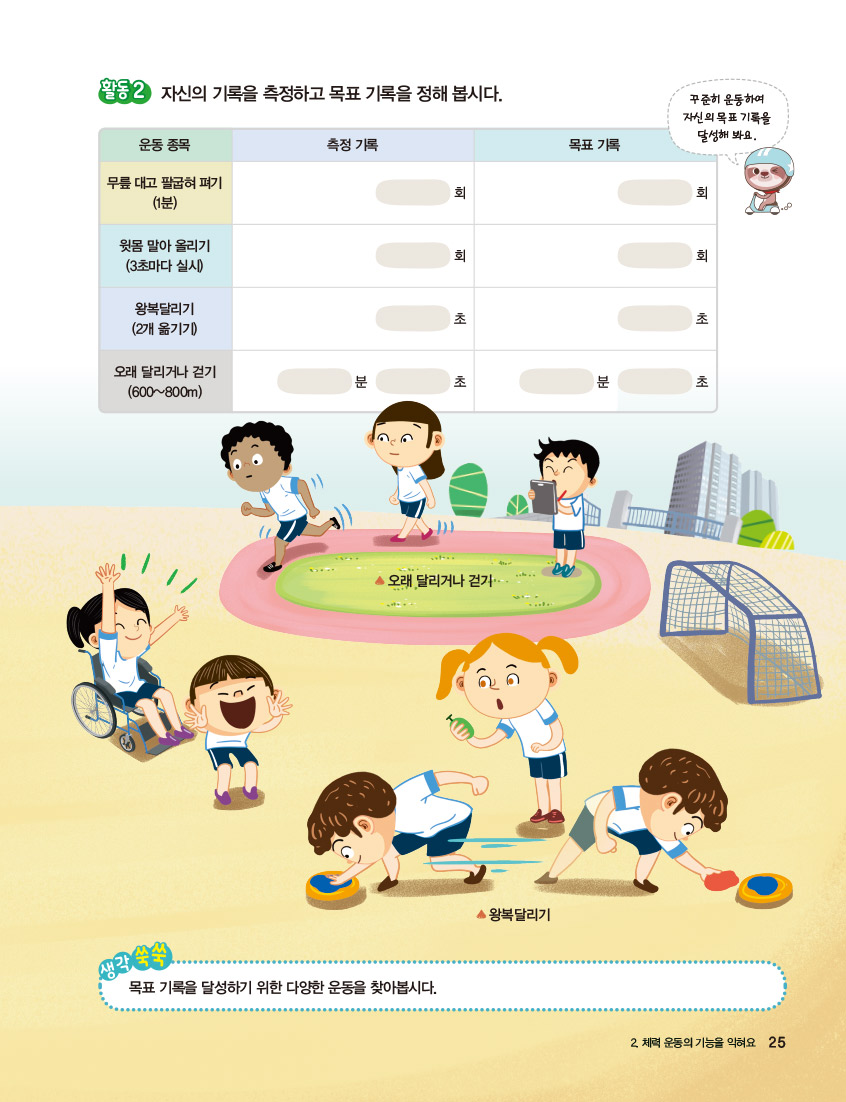 활동 2 자신의 기록을 측정하고 목표 기록을 정해 봅시다.
꾸준히 운동하여
자신의 목표 기록을
달성해 봐요.
운동 종목 측정 기록 목표 기록
무릎 대고 팔굽혀 펴기
(1분)
회 회
윗몸 말아 올리기
(3초마다 실시)
회 회
왕복달리기
(2개 옮기기)
초 초
오래 달리거나 걷기
(600～800m)
분 초 분 초
오래 달리거나 걷기
왕복달리기
생각 쑥쑥
목표 기록을 달성하기 위한 다양한 운동을 찾아봅시다.
2. 체력 운동의 기능을 익혀요 25